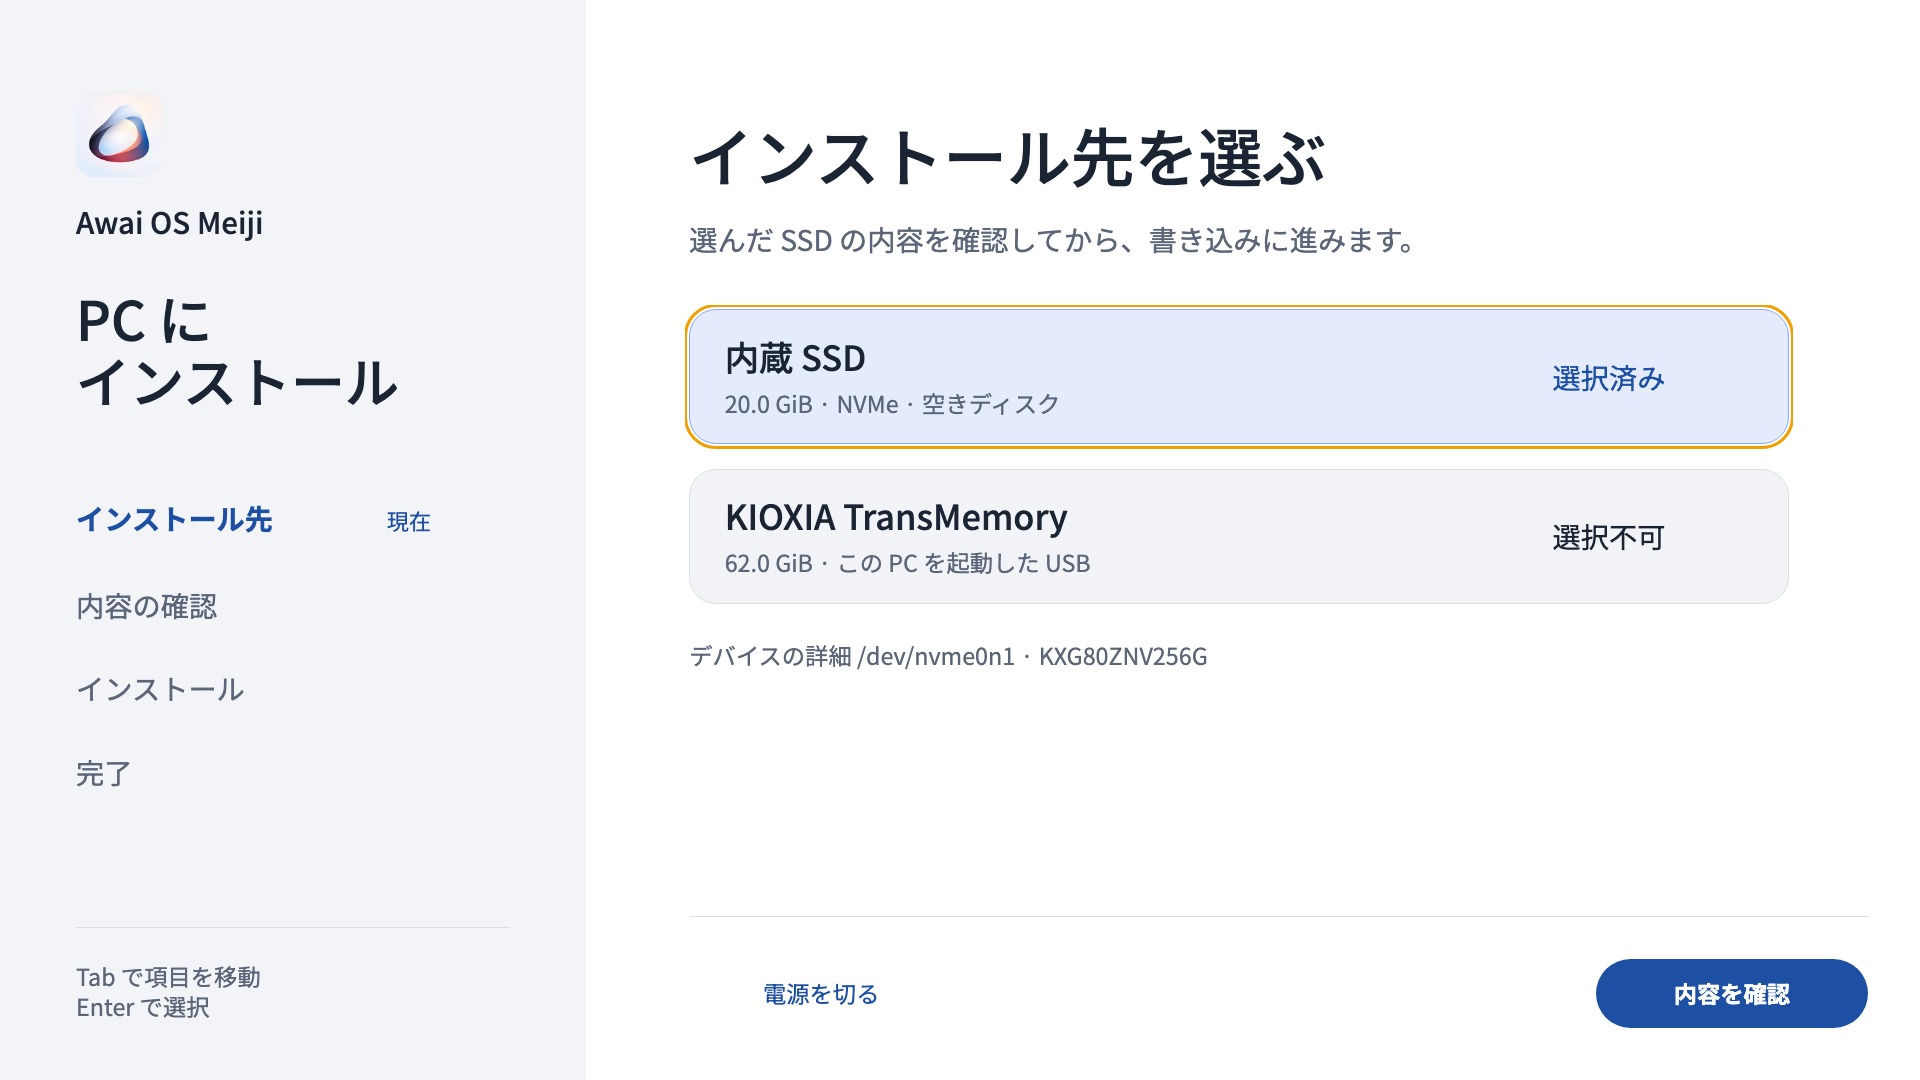 Awai OS Meiji
PC に
インストール
インストール先 現在
内容の確認
インストール
完了
Tab で項目を移動
Enter で選択
インストール先を選ぶ
選んだ SSD の内容を確認してから、書き込みに進みます。
内蔵 SSD
20.0 GiB · NVMe · 空きディスク
選択済み
KIOXIA TransMemory
62.0 GiB · この PC を起動した USB
選択不可
デバイスの詳細 /dev/nvme0n1 · KXG80ZNV256G
電源を切る
内容を確認